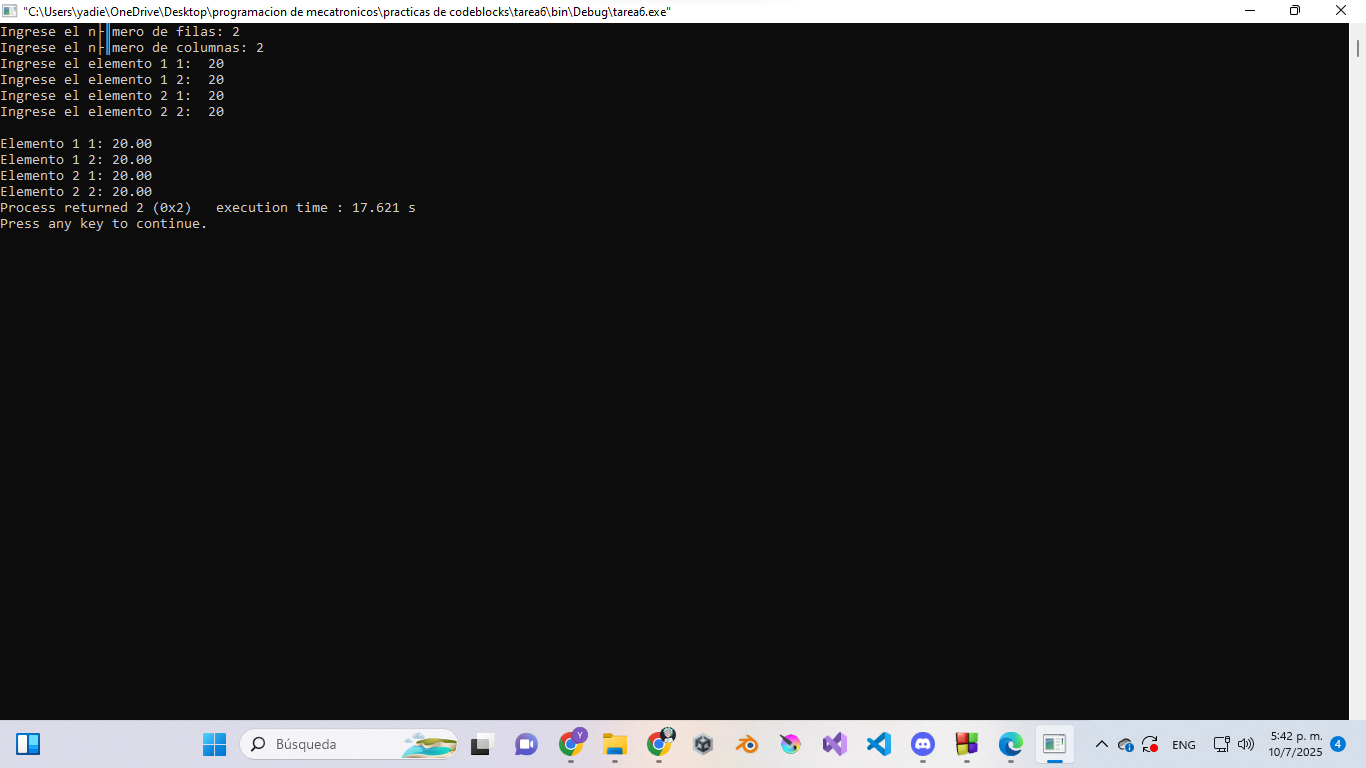 "C:\Users\yadie\OneDrive\Desktop\programacion de mecatronicos\practicas de codeblocks\tarea6\bin\Debug\tarea6.exe"
Ingrese el n├║mero de filas: 2
Ingrese el n├║mero de columnas: 2
Ingrese el elemento 1 1:  20
Ingrese el elemento 1 2:  20
Ingrese el elemento 2 1:  20
Ingrese el elemento 2 2:  20
Elemento 1 1: 20.00
Elemento 1 2: 20.00
Elemento 2 1: 20.00
Elemento 2 2: 20.00
Process returned 2 (0x2)   execution time : 17.621 s
Press any key to continue.
Búsqueda
Y
ENG
5:42 p. m.
10/7/2025
4